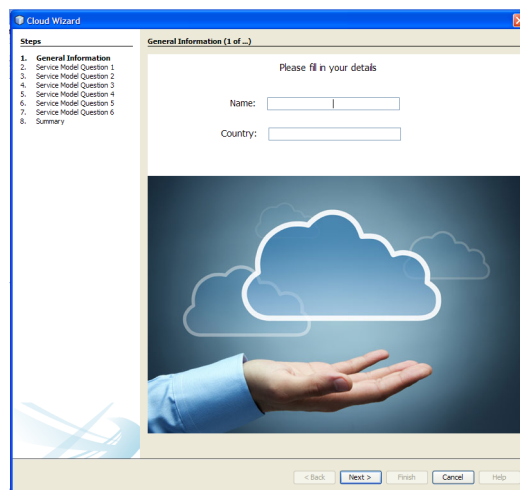 Cloud Wizard
Steps
1. General Information
2. Service Model Question 1
3. Service Model Question 2
4. Service Model Question 3
5. Service Model Question 4
6. Service Model Question 5
7. Service Model Question 6
8. Summary
General Information (1 of ...)
Please fill in your details
Name:
Country:
< Back
Next >
Finish
Cancel
Help